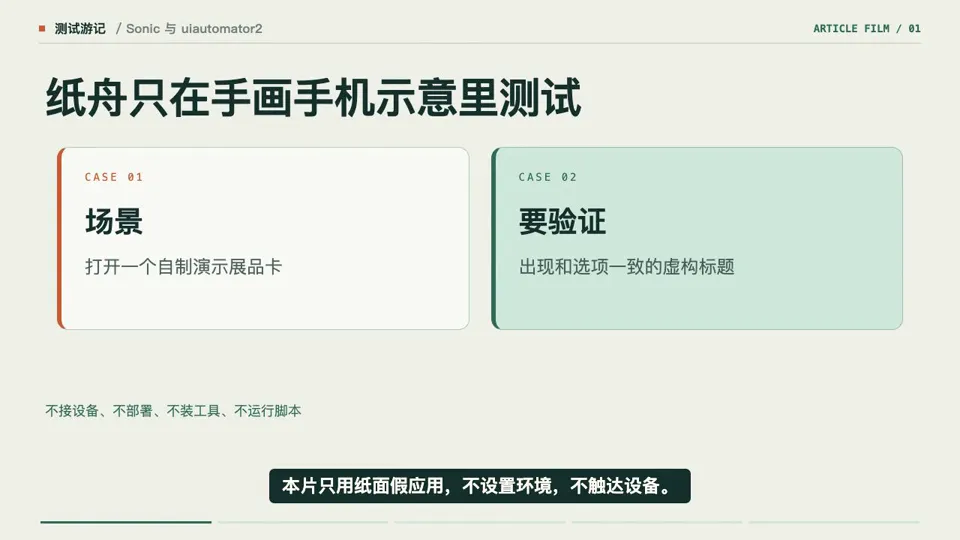 测试游记 / Sonic 与 uiautomator2
ARTICLE FILM / 01
纸舟只在手画手机示意里测试
CASE 01
场景
打开一个自制演示展品卡
CASE 02
要验证
出现和选项一致的虚构标题
不接设备、不部署、不装工具、不运行脚本
本片只用纸面假应用，不设置环境，不触达设备。